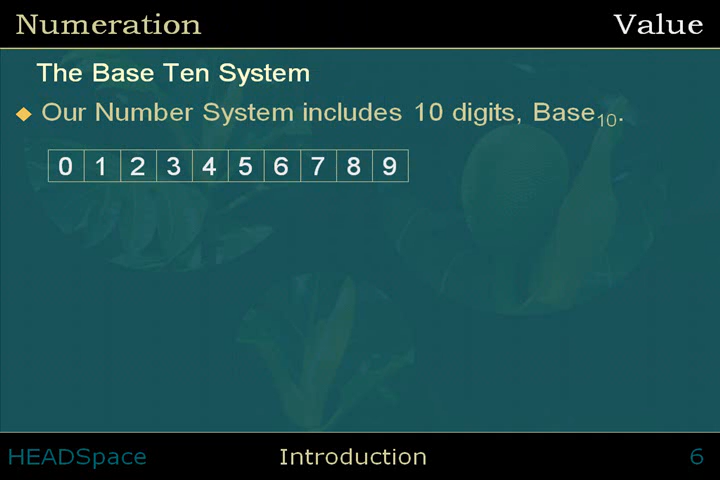 Numeration Value
The Base Ten System
Our Number System includes 10 digits, Base₁₀.
0 1 2 3 4 5 6 7 8 9
HEADSpace Introduction 6